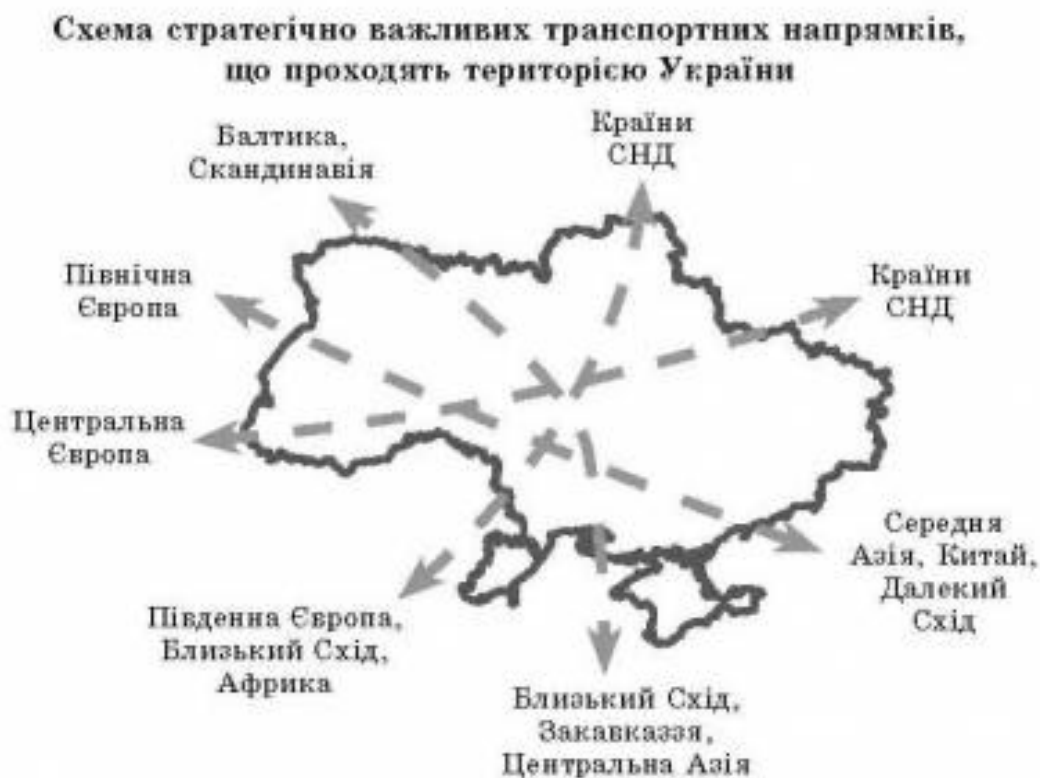 Схема стратегічно важливих транспортних напрямків,
що проходять територією України
Балтика,
Скандинавія
Країни
СНД
Північна
Європа
Країни
СНД
Центральна
Європа
Середня
Азія, Китай,
Далекий
Схід
Південна Європа,
Близький Схід,
Африка
Близький Схід,
Закавказзя,
Центральна Азія